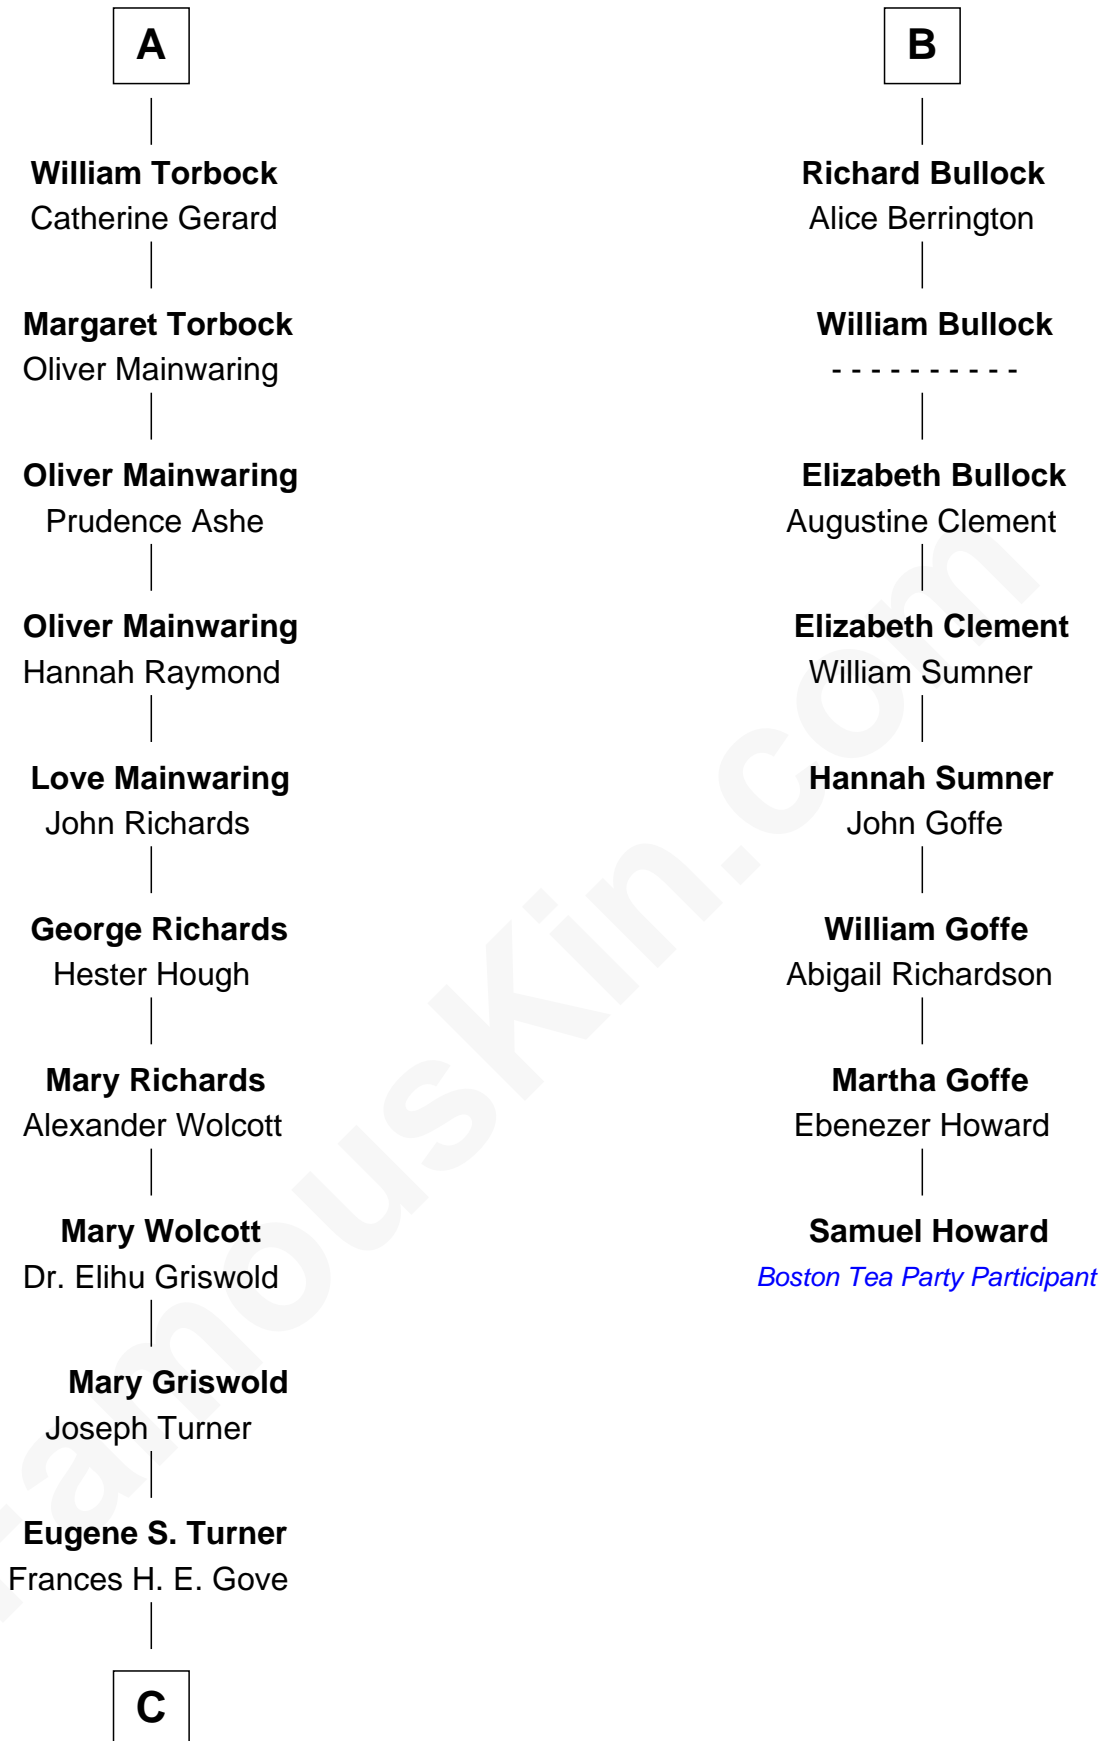 A
William Torbock
Catherine Gerard
Margaret Torbock
Oliver Mainwaring
Oliver Mainwaring
Prudence Ashe
Oliver Mainwaring
Hannah Raymond
Love Mainwaring
John Richards
George Richards
Hester Hough
Mary Richards
Alexander Wolcott
Mary Wolcott
Dr. Elihu Griswold
Mary Griswold
Joseph Turner
Eugene S. Turner
Frances H. E. Gove
C
B
Richard Bullock
Alice Berrington
William Bullock
- - - - - - - - - -
Elizabeth Bullock
Augustine Clement
Elizabeth Clement
William Sumner
Hannah Sumner
John Goffe
William Goffe
Abigail Richardson
Martha Goffe
Ebenezer Howard
Samuel Howard
Boston Tea Party Participant
FamousKin.com